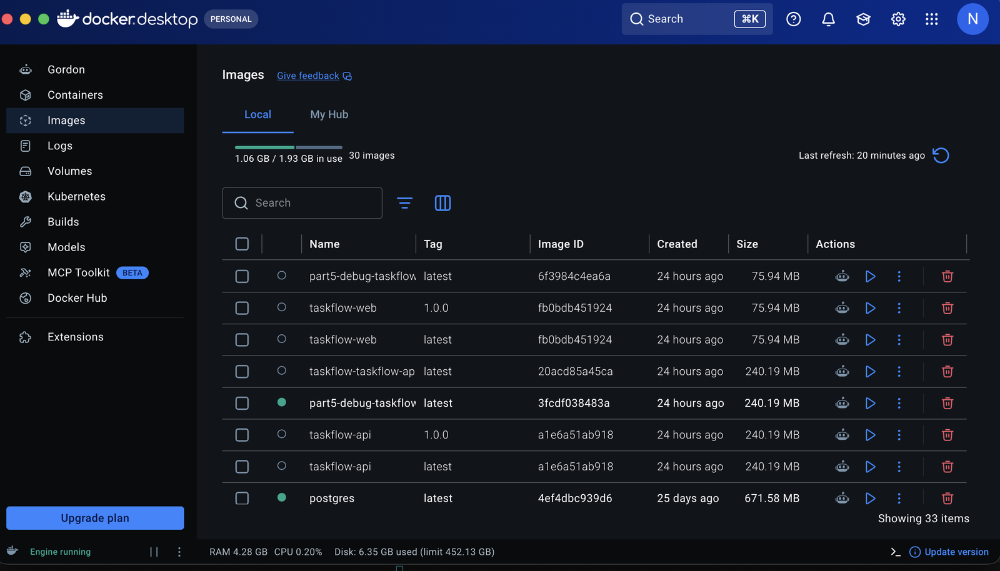 docker.desktop PERSONAL Search ⌘K N
Gordon
Containers
Images
Logs
Volumes
Kubernetes
Builds
Models
MCP Toolkit BETA
Docker Hub
Extensions
Upgrade plan
Images Give feedback
Local My Hub
1.06 GB / 1.93 GB in use 30 images Last refresh: 20 minutes ago
Search
Name Tag Image ID Created Size Actions
part5-debug-taskflow latest 6f3984c4ea6a 24 hours ago 75.94 MB
taskflow-web 1.0.0 fb0bdb451924 24 hours ago 75.94 MB
taskflow-web latest fb0bdb451924 24 hours ago 75.94 MB
taskflow-taskflow-ap latest 20acd85a45ca 24 hours ago 240.19 MB
part5-debug-taskflow latest 3fcdf038483a 24 hours ago 240.19 MB
taskflow-api 1.0.0 a1e6a51ab918 24 hours ago 240.19 MB
taskflow-api latest a1e6a51ab918 24 hours ago 240.19 MB
postgres latest 4ef4dbc939d6 25 days ago 671.58 MB
Showing 33 items
Engine running RAM 4.28 GB CPU 0.20% Disk: 6.35 GB used (limit 452.13 GB) Update version